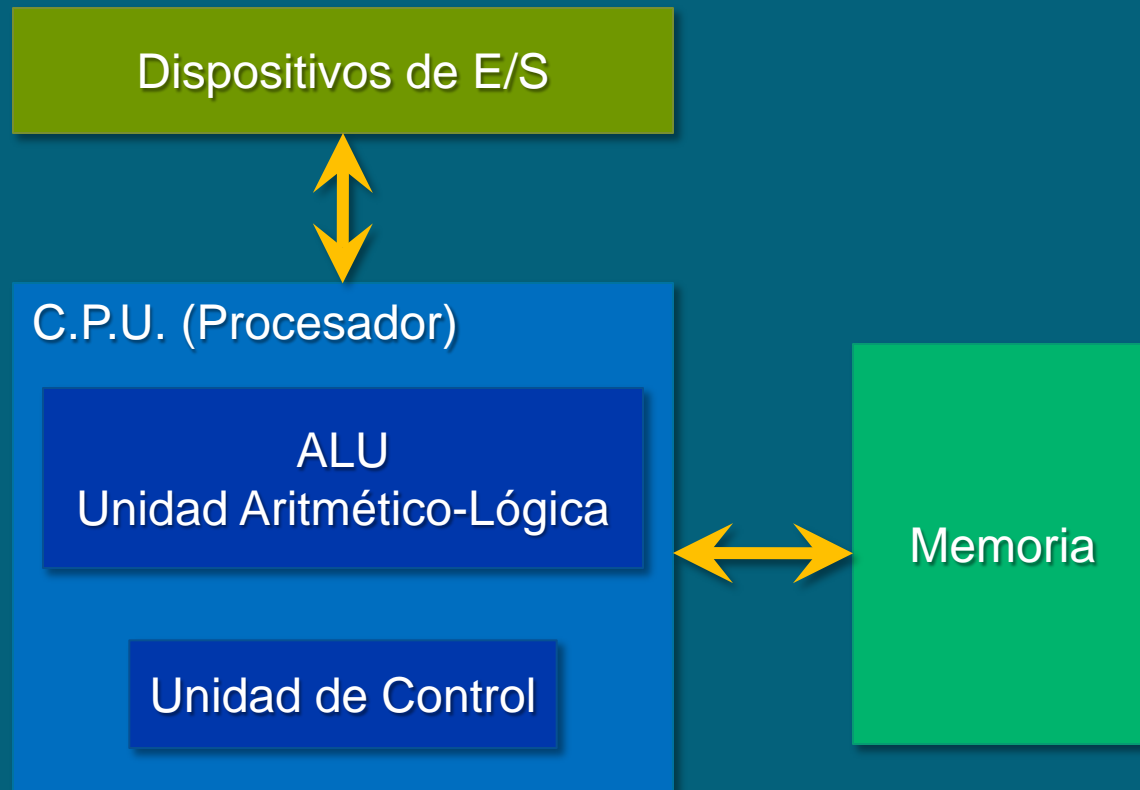 Dispositivos de E/S
C.P.U. (Procesador)
ALU
Unidad Aritmético-Lógica
Unidad de Control
Memoria